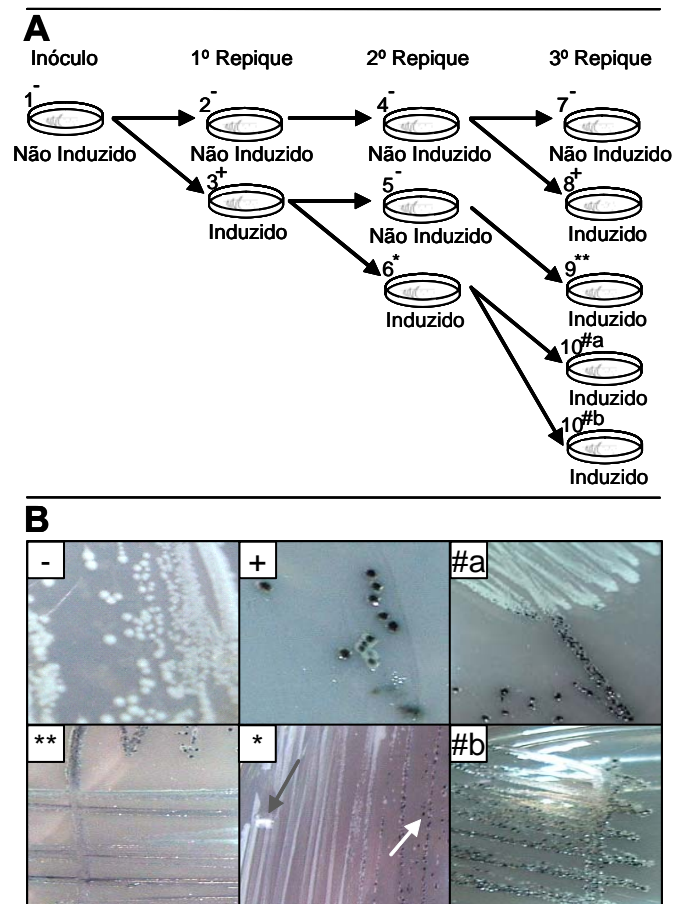 A
Inóculo 1º Repique 2º Repique 3º Repique
1- 2- 4- 7-
Não Induzido Não Induzido Não Induzido Não Induzido
3+ 5- 8+
Induzido Não Induzido Induzido
6* 9**
Induzido Induzido
10#a
Induzido
10#b
Induzido
B
- + #a
** * #b